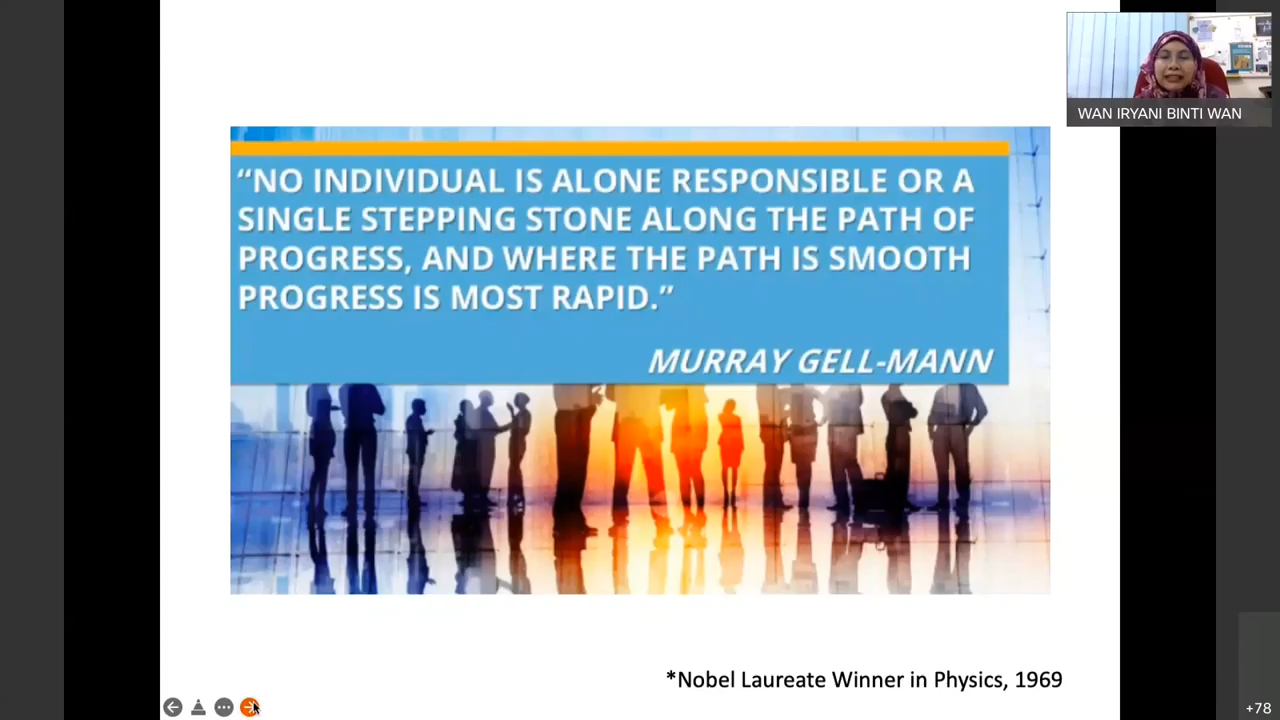 WAN IRYANI BINTI WAN
“NO INDIVIDUAL IS ALONE RESPONSIBLE OR A
SINGLE STEPPING STONE ALONG THE PATH OF
PROGRESS, AND WHERE THE PATH IS SMOOTH
PROGRESS IS MOST RAPID.”
MURRAY GELL-MANN
*Nobel Laureate Winner in Physics, 1969
+78